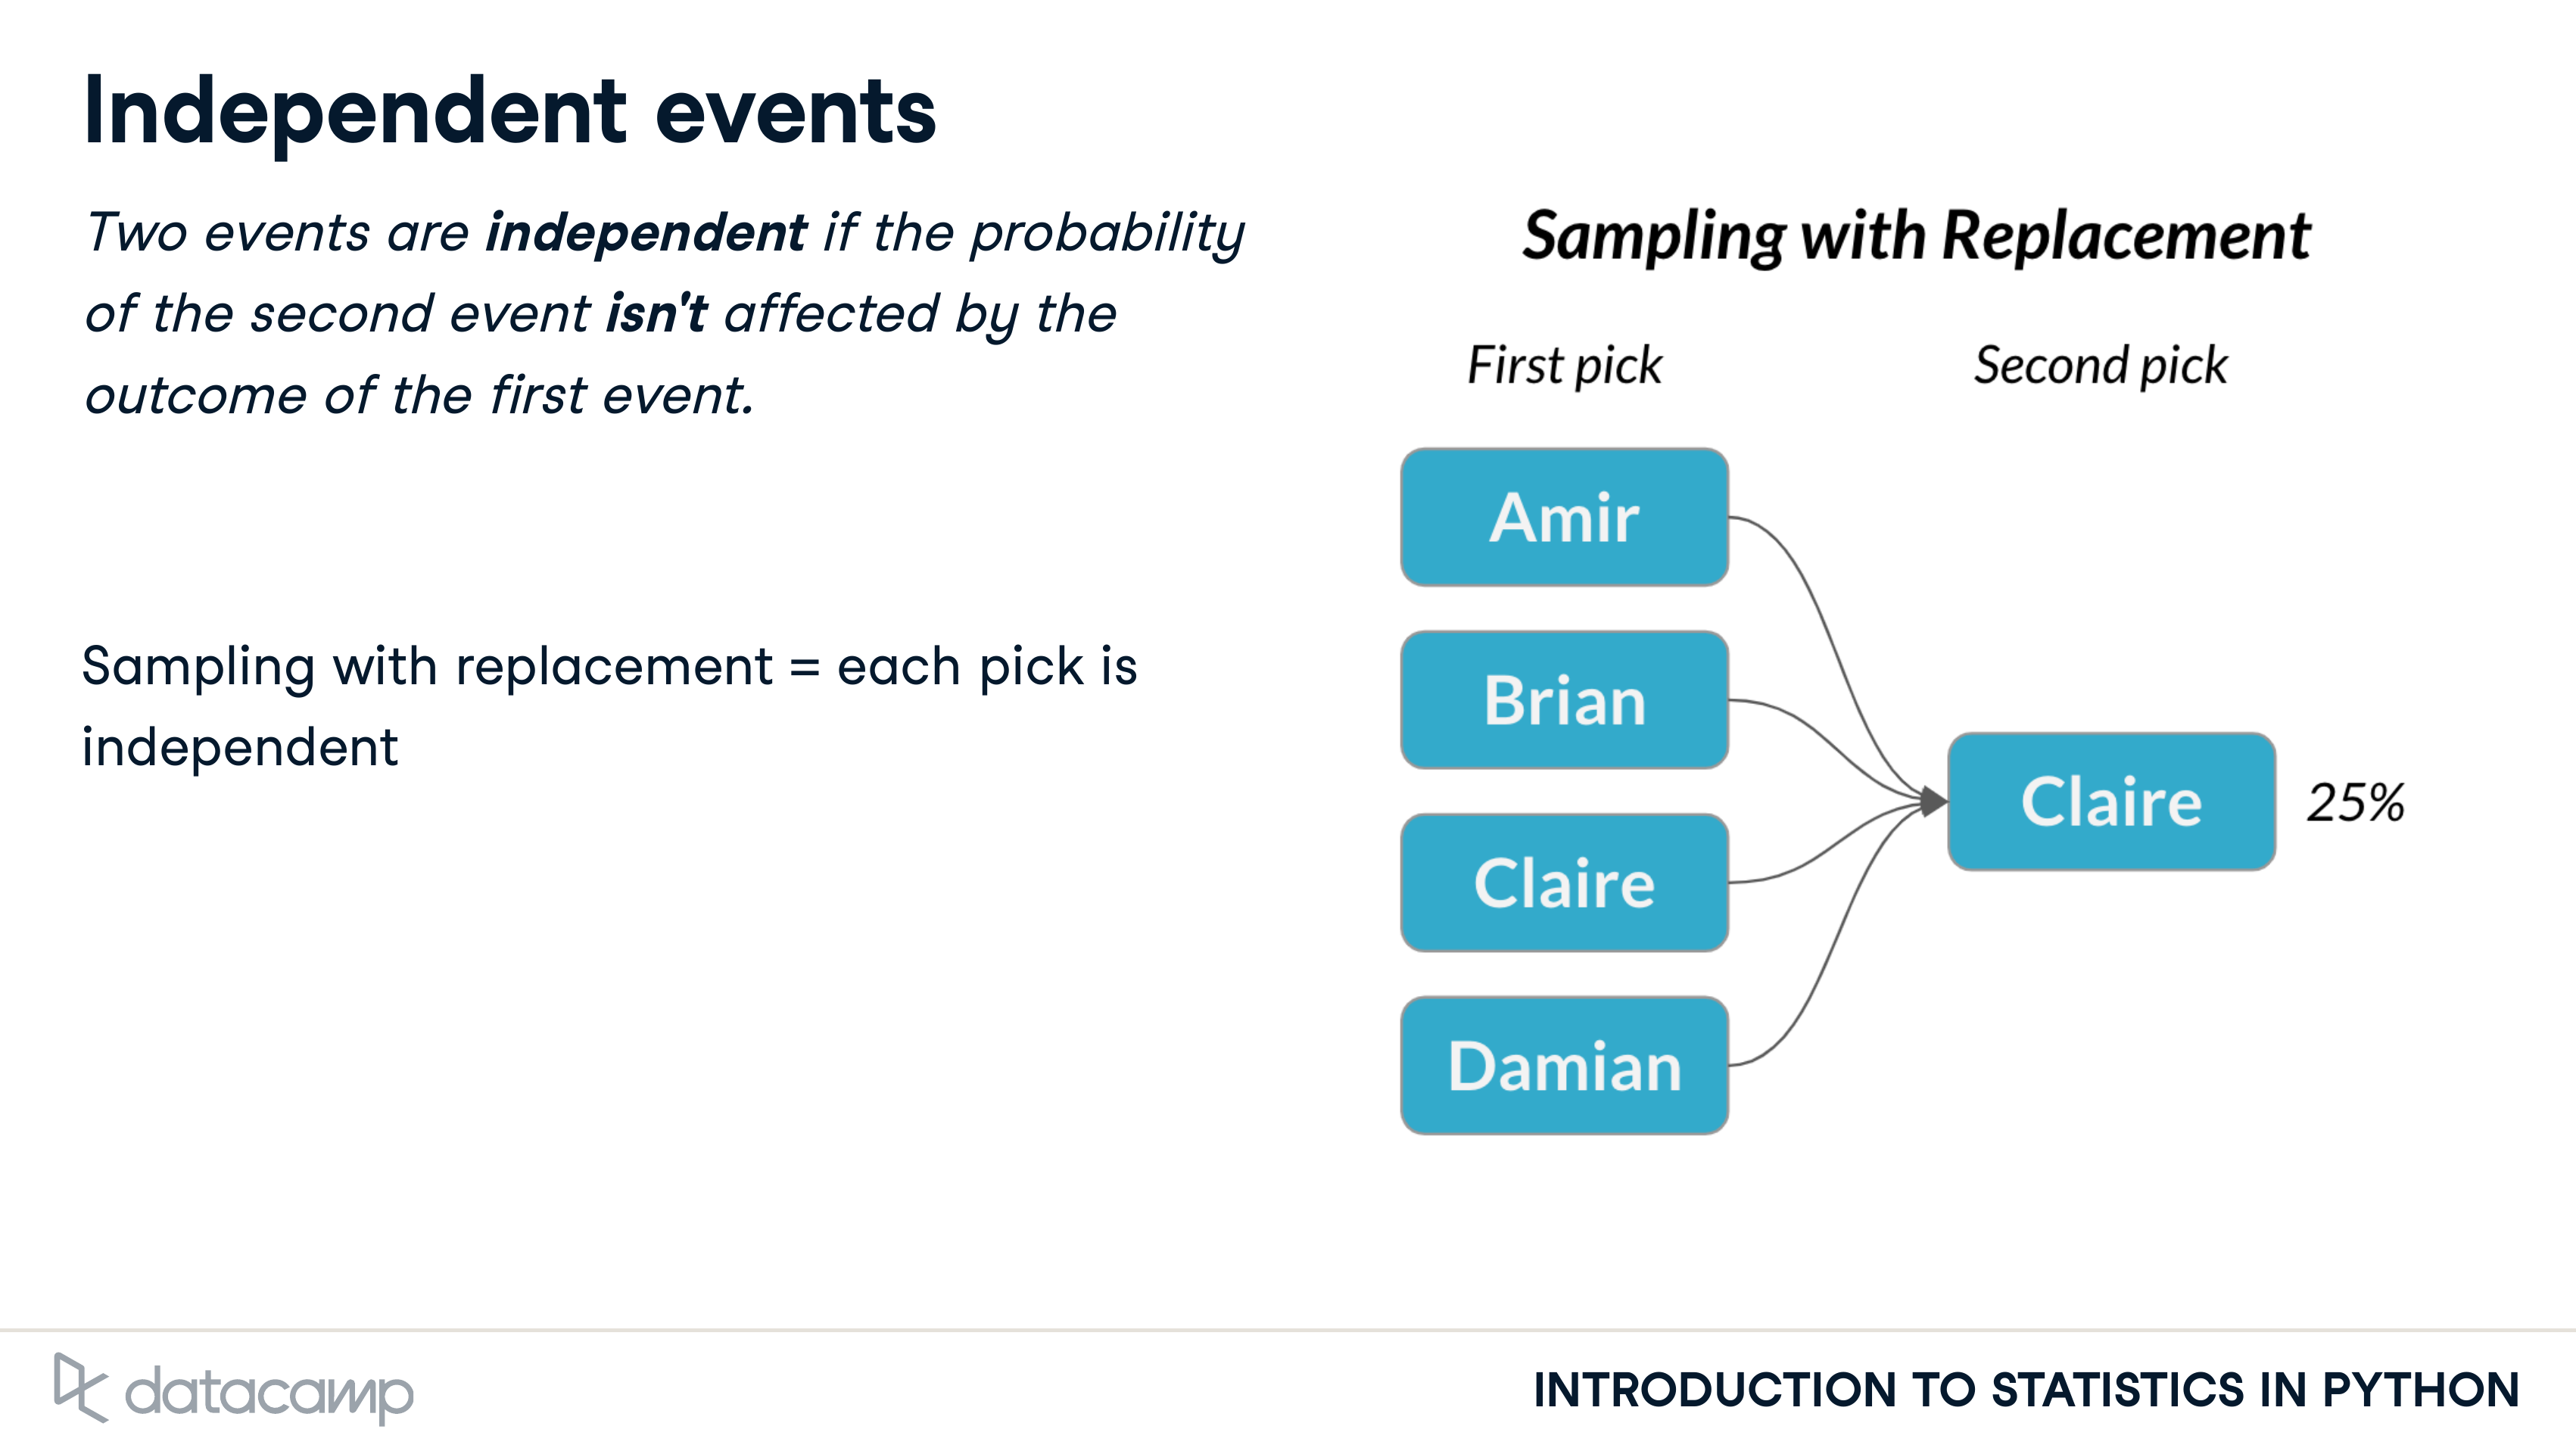 Independent events
Two events are independent if the probability
of the second event isn't affected by the
outcome of the first event.
Sampling with replacement = each pick is
independent
Sampling with Replacement
First pick
Second pick
Amir
Brian
Claire
Damian
Claire
25%
datacamp
INTRODUCTION TO STATISTICS IN PYTHON